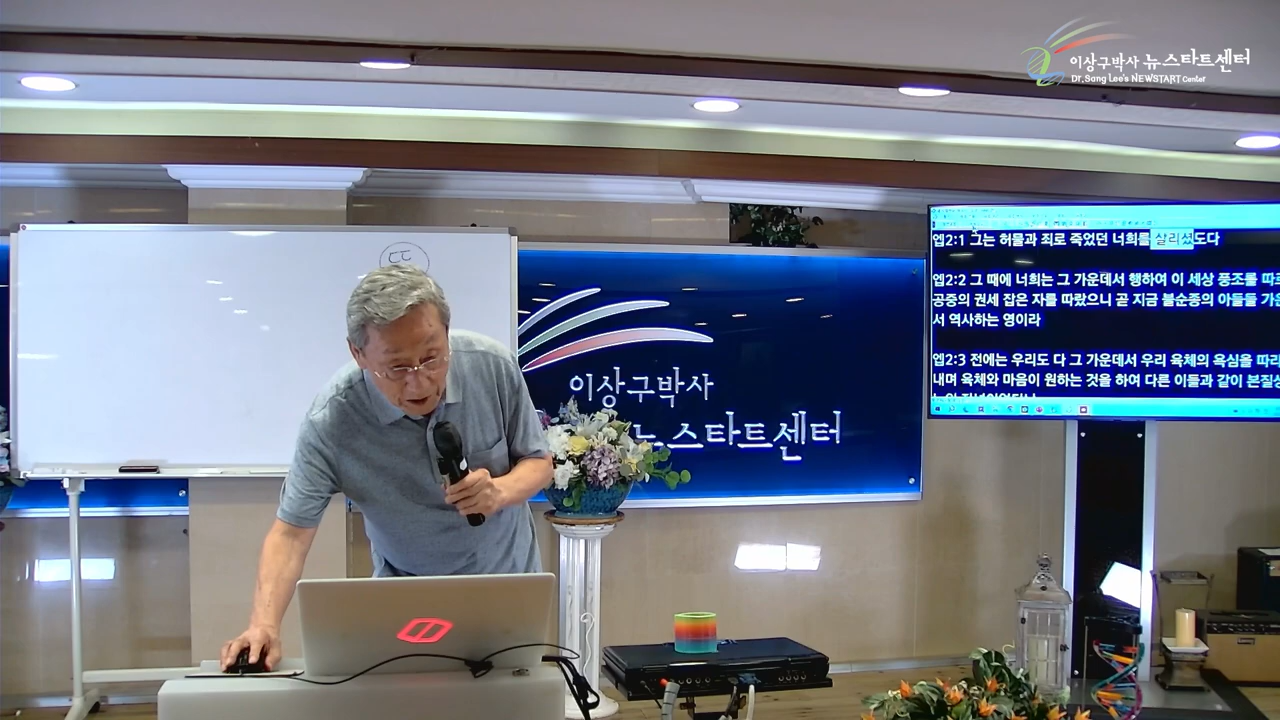 이상구박사 뉴스타트센터
Dr. Sang Lee's NEWSTART Center
뜨
이상구박사
뉴스타트센터
엡2:1 그는 허물과 죄로 죽었던 너희를 살리셨도다
엡2:2 그 때에 너희는 그 가운데서 행하여 이 세상 풍조를 따르
공중의 권세 잡은 자를 따랐으니 곧 지금 불순종의 아들들 가운
서 역사하는 영이라
엡2:3 전에는 우리도 다 그 가운데서 우리 육체의 욕심을 따라
내며 육체와 마음이 원하는 것을 하여 다른 이들과 같이 본질상